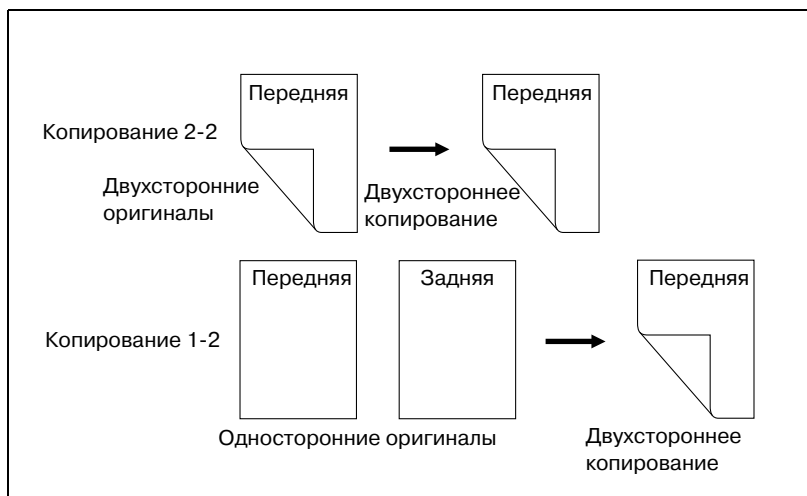 Передняя
Передняя
Копирование 2-2
Двухсторонние
оригиналы
Двухстороннее
копирование
Передняя
Задняя
Передняя
Копирование 1-2
Односторонние оригиналы
Двухстороннее
копирование